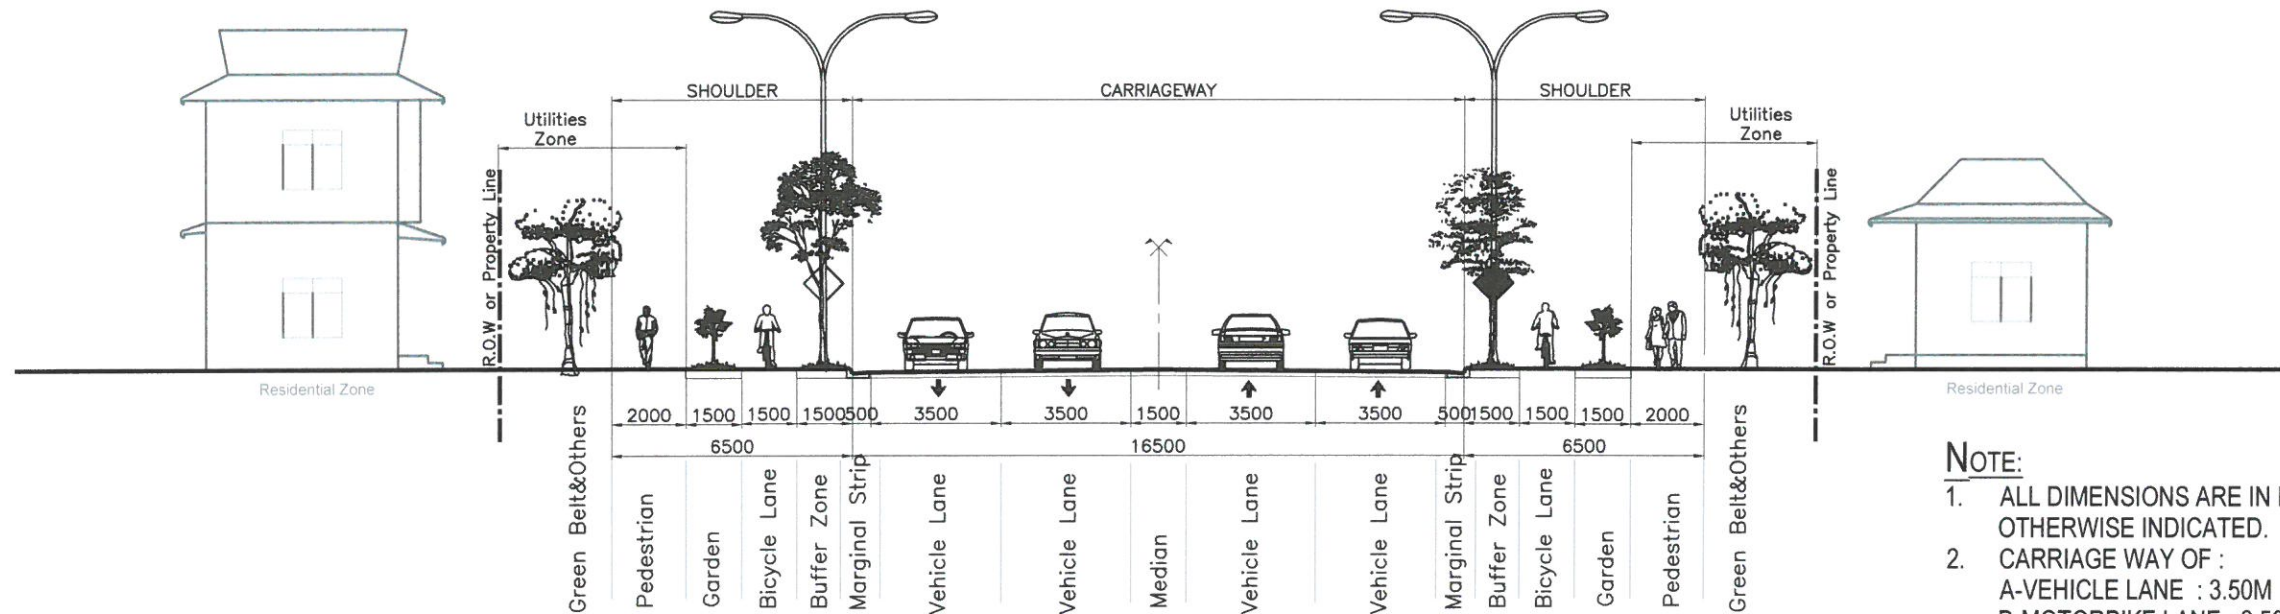 SHOULDER
CARRIAGEWAY
SHOULDER
Utilities
Zone
Utilities
Zone
R.O.W or Property Line
R.O.W or Property Line
Residential Zone
Residential Zone
2000 1500 1500 1500 500 3500 3500 1500 3500 3500 500 1500 1500 1500 2000
6500 16500 6500
Green Belt&Others
Pedestrian
Garden
Bicycle Lane
Buffer Zone
Marginal Strip
Vehicle Lane
Vehicle Lane
Median
Vehicle Lane
Vehicle Lane
Marginal Strip
Buffer Zone
Bicycle Lane
Garden
Pedestrian
Green Belt&Others
NOTE:
1. ALL DIMENSIONS ARE IN
OTHERWISE INDICATED.
2. CARRIAGE WAY OF :
A-VEHICLE LANE : 3.50M